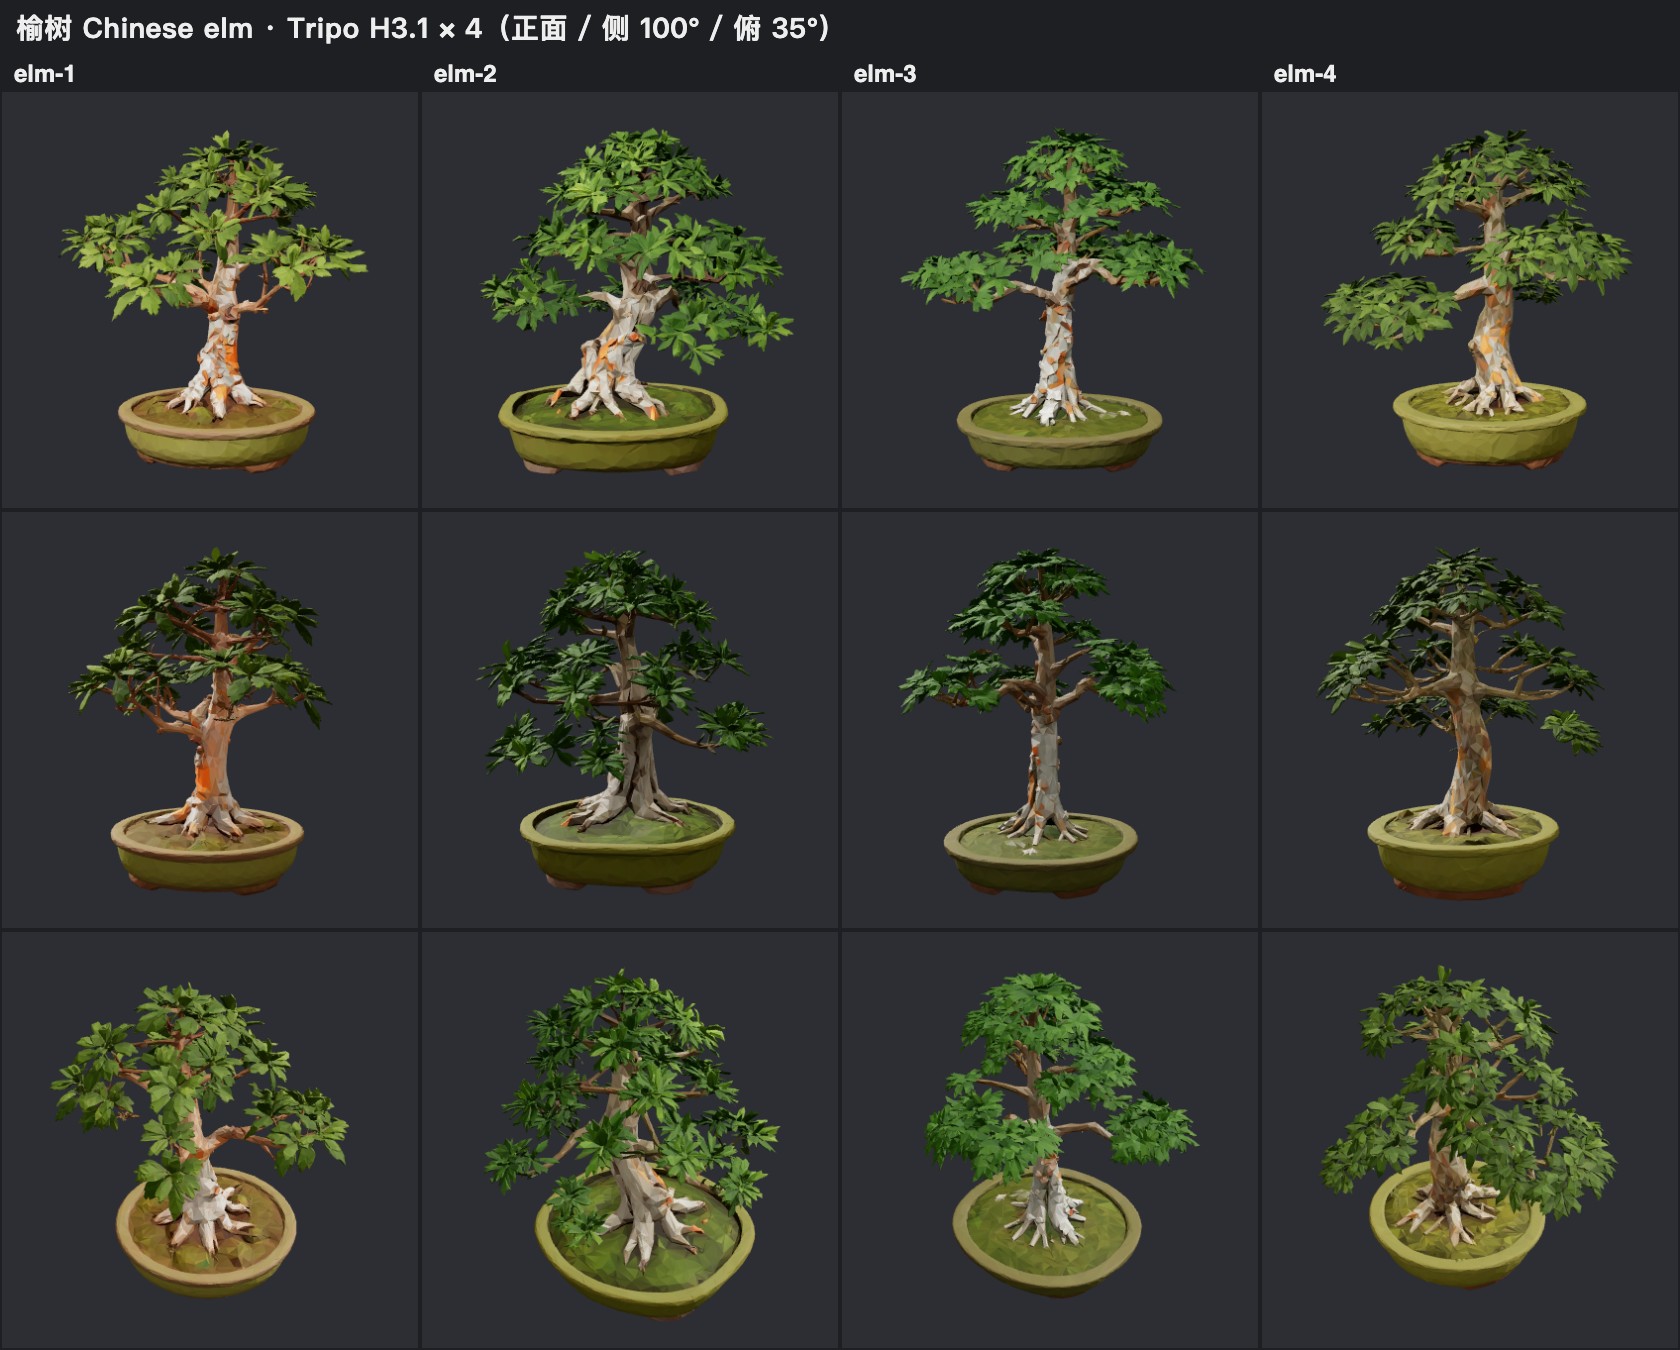 榆树 Chinese elm · Tripo H3.1 × 4（正面 / 侧 100° / 俯 35°）
elm-1
elm-2
elm-3
elm-4